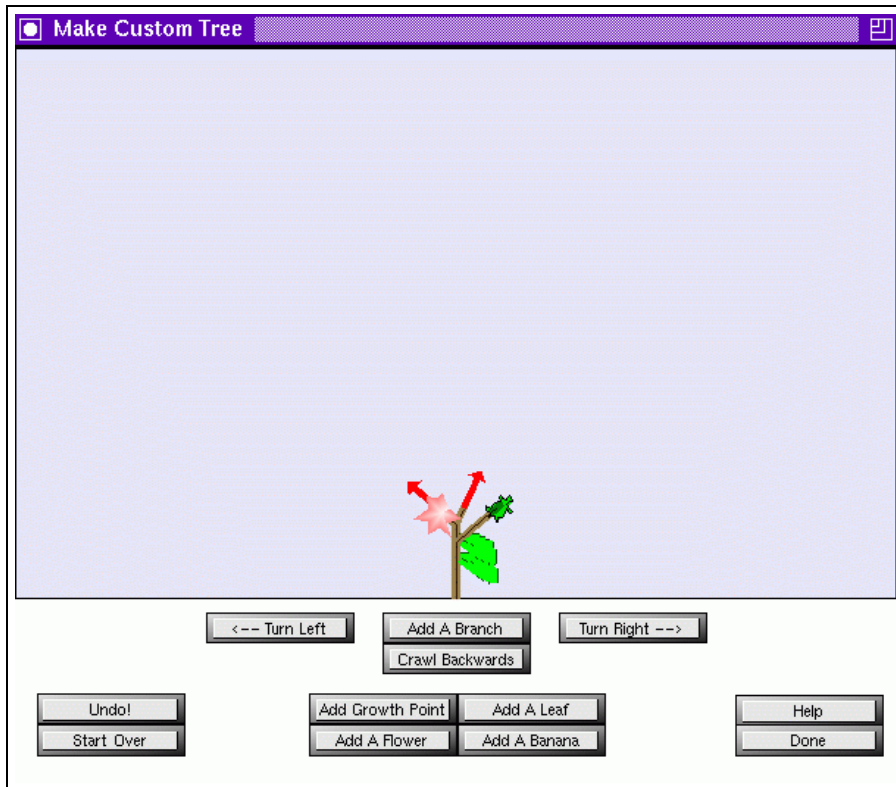 Make Custom Tree
<-- Turn Left
Add A Branch
Turn Right -->
Crawl Backwards
Undo!
Add Growth Point
Add A Leaf
Help
Start Over
Add A Flower
Add A Banana
Done